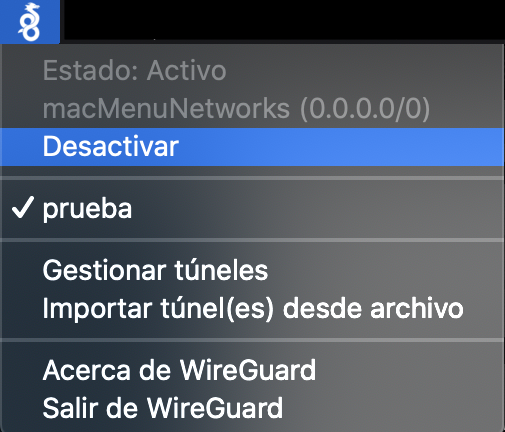 Estado: Activo
macMenuNetworks (0.0.0.0/0)
Desactivar
prueba
Gestionar túneles
Importar túnel(es) desde archivo
Acerca de WireGuard
Salir de WireGuard